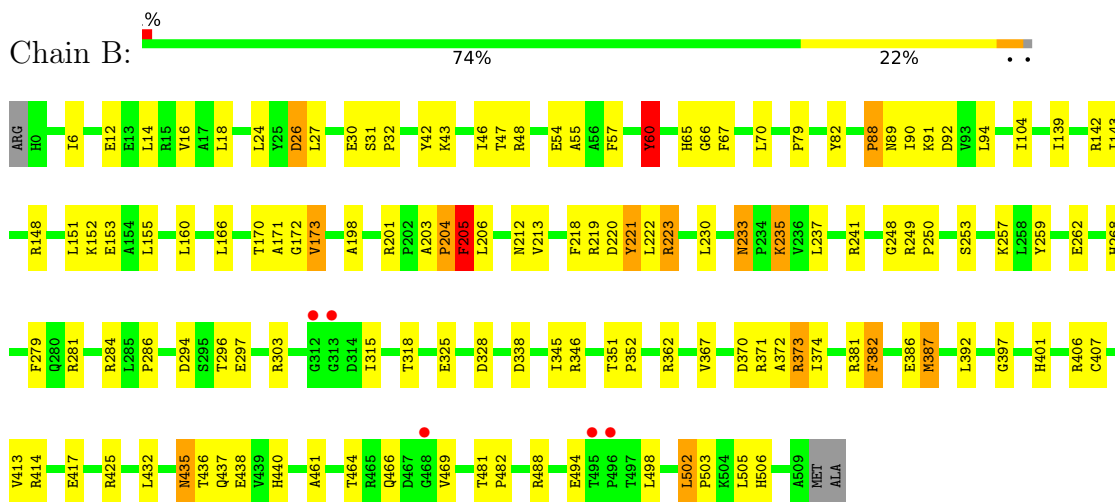 %
Chain B:
74% 22% • •
ARG H0 I6 E12 E13 L14 R15 V16 A17 L18 L24 Y25 D26 L27 E30 S31 P32 Y42 K43 I46 T47 R48 E54 A55 A56 F57 Y60 H65 G66 F67 L70 P79 Y82 P88 N89 I90 K91 D92 V93 L94 I104 I139 R142
R148 L151 K152 E153 A154 L155 L160 L166 T170 A171 G172 V173 A198 R201 P202 A203 P204 F205 L206 N212 V213 F218 R219 D220 Y221 L222 R223 L230 N233 P234 K235 V236 L237 R241 G248 R249 P250 S253 K257 L258 Y259 E262 H268
F279 Q280 R281 R284 L285 P286 D294 S295 T296 E297 R303 G312 G313 D314 I315 T318 E325 D328 D338 I345 R346 T351 P352 R362 V367 D370 R371 A372 R373 I374 R381 F382 E386 M387 L392 G397 H401 R406 C407
V413 R414 E417 R425 L432 N435 T436 Q437 E438 V439 H440 A461 T464 R465 Q466 D467 G468 V469 T481 P482 R488 E494 T495 P496 T497 L498 L502 P503 K504 L505 H506 A509 MET ALA